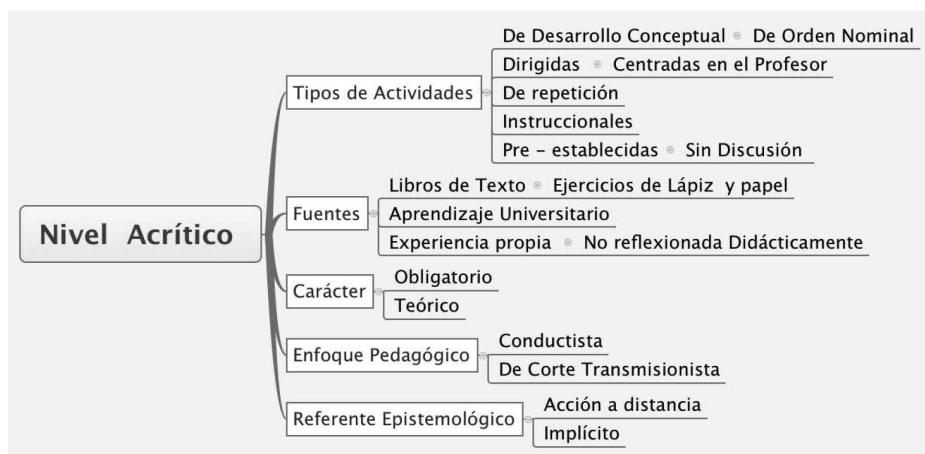 Nivel Acrítico
Tipos de Actividades
De Desarrollo Conceptual De Orden Nominal
Dirigidas Centradas en el Profesor
De repetición
Instruccionales
Pre – establecidas Sin Discusión
Fuentes
Libros de Texto Ejercicios de Lápiz y papel
Aprendizaje Universitario
Experiencia propia No reflexionada Didácticamente
Carácter
Obligatorio
Teórico
Enfoque Pedagógico
Conductista
De Corte Transmisionista
Referente Epistemológico
Acción a distancia
Implícito